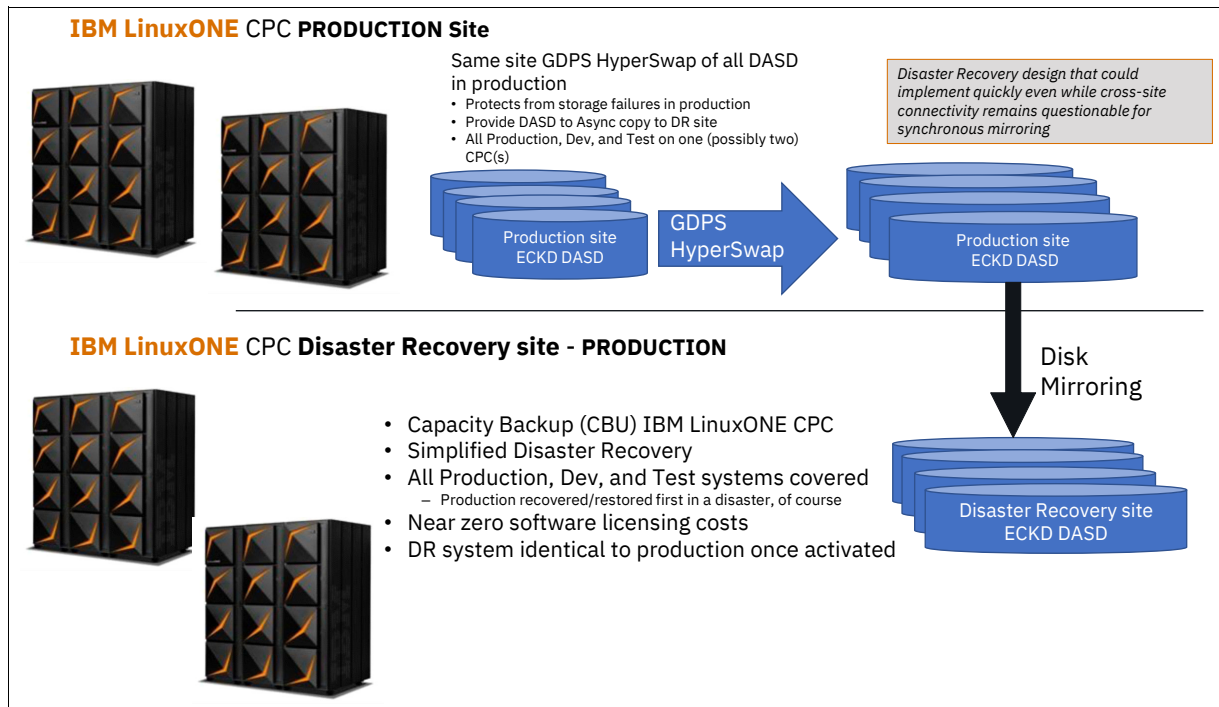 IBM LinuxONE CPC PRODUCTION Site
Same site GDPS HyperSwap of all DASD
in production
• Protects from storage failures in production
• Provide DASD to Async copy to DR site
• All Production, Dev, and Test on one (possibly two)
CPC(s)
Disaster Recovery design that could
implement quickly even while cross-site
connectivity remains questionable for
synchronous mirroring
Production site
ECKD DASD
GDPS
HyperSwap
Production site
ECKD DASD
IBM LinuxONE CPC Disaster Recovery site - PRODUCTION
Disk
Mirroring
• Capacity Backup (CBU) IBM LinuxONE CPC
• Simplified Disaster Recovery
• All Production, Dev, and Test systems covered
– Production recovered/restored first in a disaster, of course
• Near zero software licensing costs
• DR system identical to production once activated
Disaster Recovery site
ECKD DASD